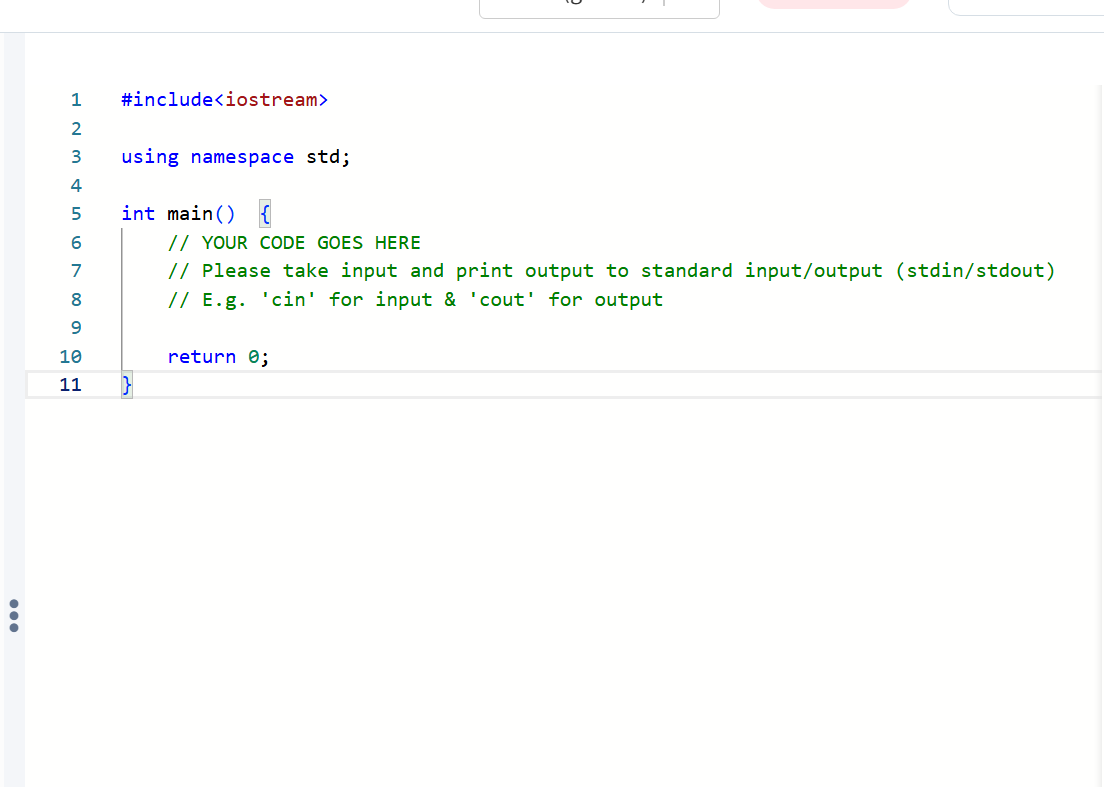 1 #include<iostream>
2
3 using namespace std;
4
5 int main()  {
6     // YOUR CODE GOES HERE
7     // Please take input and print output to standard input/output (stdin/stdout)
8     // E.g. 'cin' for input & 'cout' for output
9
10     return 0;
11 }